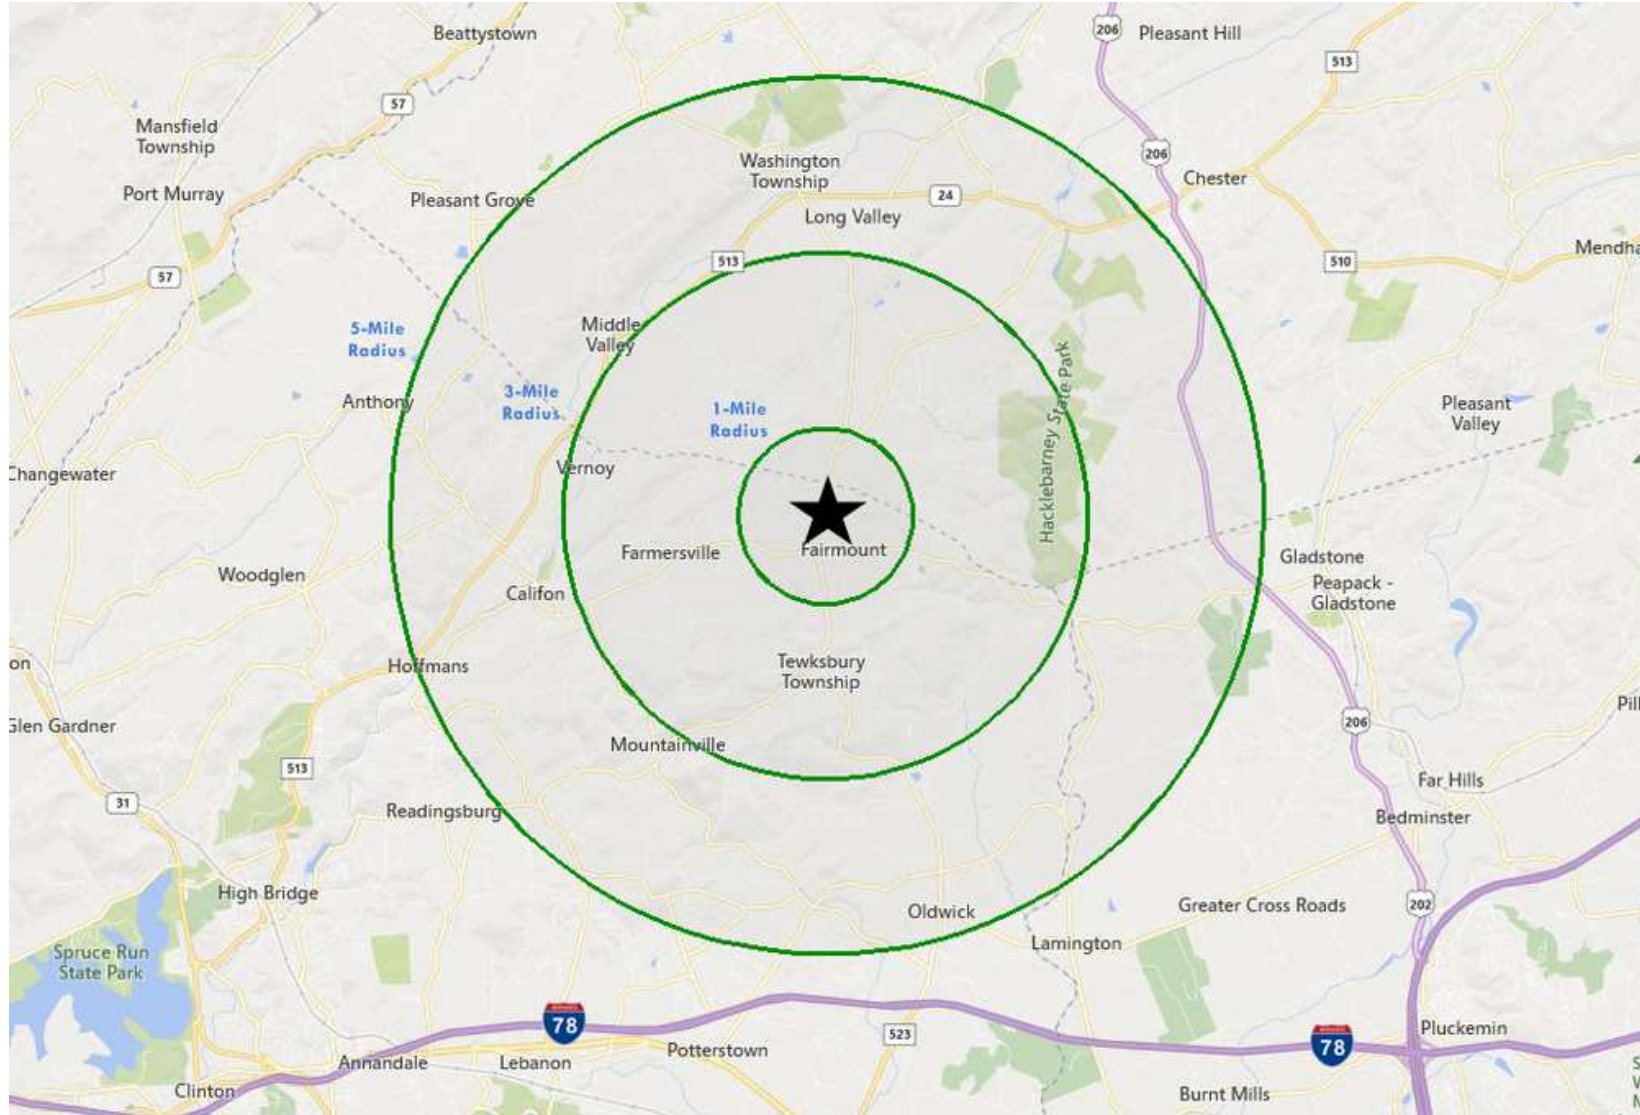 Beattystown
206
Pleasant Hill
513
57
Mansfield
Township
206
Washington
Township
Chester
Port Murray
Pleasant Grove
24
Long Valley
Mendha
57
513
510
5-Mile
Radius
Middle
Valley
3-Mile
Radius
1-Mile
Radius
Hacklebarney State Park
Pleasant
Valley
Anthony
Changewater
Vernoy
Farmersville
Fairmount
Gladstone
Woodglen
Califon
Peapack -
Gladstone
on
Hoffmans
Tewksbury
Township
Glen Gardner
Pill
206
Mountainville
513
Far Hills
31
Readingsburg
Bedminster
High Bridge
Oldwick
Greater Cross Roads
202
Spruce Run
State Park
Lamington
78
523
78
Pluckemin
Annandale
Lebanon
Potterstown
Clinton
Burnt Mills